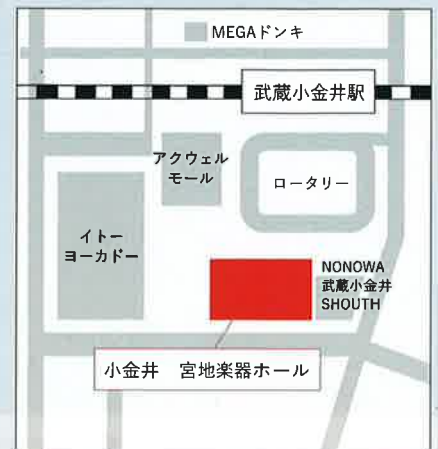 MEGAドンキ
武蔵小金井駅
アクウェル
モール
ロータリー
イトー
ヨーカドー
NONOWA
武蔵小金井
SHOUTH
小金井　宮地楽器ホール